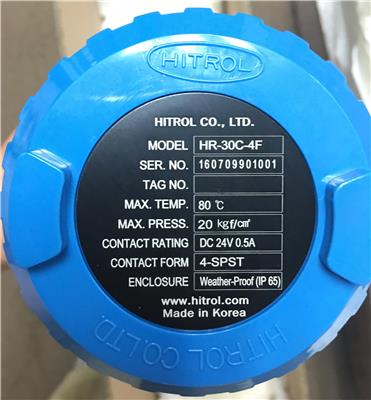 HITROL
HITROL CO., LTD.
MODEL HR-30C-4F
SER. NO. 160709901001
TAG NO.
MAX. TEMP. 80 ℃
MAX. PRESS. 20 kgf/㎠
CONTACT RATING DC 24V 0.5A
CONTACT FORM 4-SPST
ENCLOSURE Weather-Proof (IP 65)
www.hitrol.com
Made in Korea
HITROL CO.LTD.